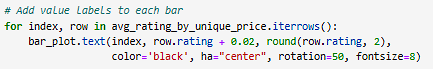 # Add value labels to each bar
for index, row in avg_rating_by_unique_price.iterrows():
    bar_plot.text(index, row.rating + 0.02, round(row.rating, 2),
                  color='black', ha="center", rotation=50, fontsize=8)